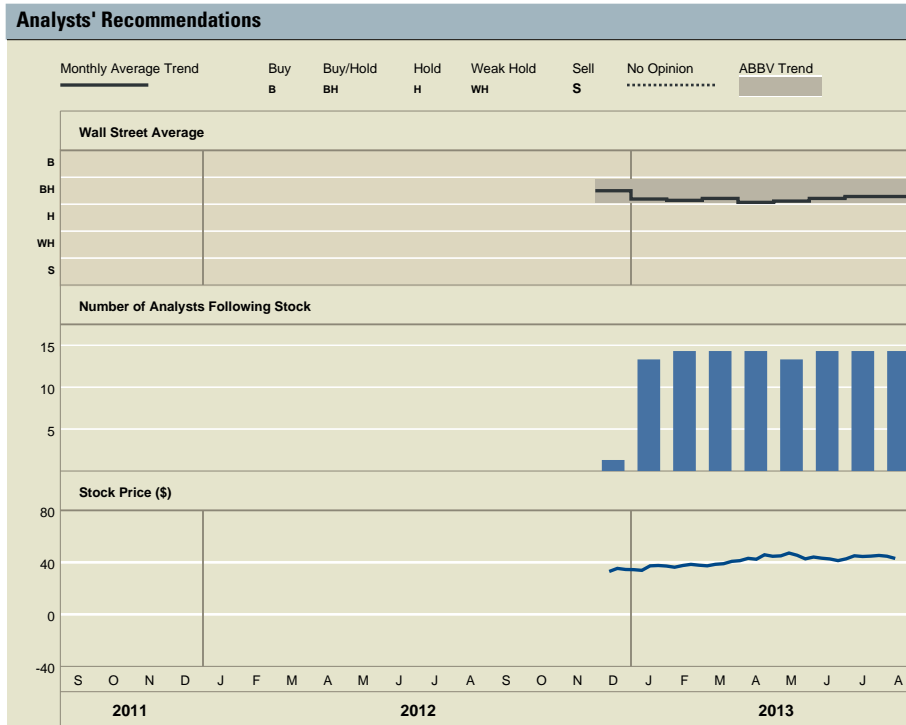 Analysts' Recommendations
Monthly Average Trend Buy Buy/Hold Hold Weak Hold Sell No Opinion ABBV Trend
B BH H WH S
Wall Street Average
B
BH
H
WH
S
Number of Analysts Following Stock
15
10
5
Stock Price ($)
80
40
0
-40
S O N D J F M A M J J A S O N D J F M A M J J A
2011 2012 2013